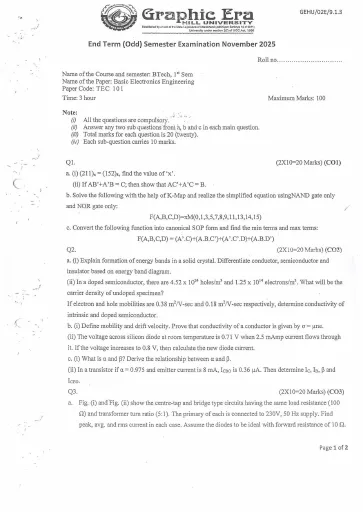 GEHU/02E/9.1.3
Graphic Era
HILL UNIVERSITY
End Term (Odd) Semester Examination November 2025
Roll no................................
Name of the Course and semester: BTech, 1st Sem
Name of the Paper: Basic Electronics Engineering
Paper Code: TEC 101
Time: 3 hour Maximum Marks: 100
Note:
(i) All the questions are compulsory.
(ii) Answer any two sub questions from a, b and c in each main question.
(iii) Total marks for each question is 20 (twenty).
(iv) Each sub-question carries 10 marks.
Q1. (2X10=20 Marks) (CO1)
a. (i) (211)x = (152)8, find the value of 'x'.
(ii) If AB'+A'B = C; then show that AC'+A'C = B.
b. Solve the following with the help of K-Map and realize the simplified equation usingNAND gate only
and NOR gate only:
F(A,B,C,D)=πM(0,1,3,5,7,8,9,11,13,14,15)
c. Convert the following function into canonical SOP form and find the min terms and max terms:
F(A,B,C,D) = (A'.C)+(A.B.C')+(A'.C'.D)+(A.B.D')
Q2. (2X10=20 Marks) (CO2)
a. (i) Explain formation of energy bands in a solid crystal. Differentiate conductor, semiconductor and
insulator based on energy band diagram.
(ii) In a doped semiconductor, there are 4.52 x 10 holes/m3 and 1.25 x 10 electrons/m3. What will be the
carrier density of undoped specimens?
If electron and hole mobilities are 0.38 m2/V-sec and 0.18 m2/V-sec respectively, determine conductivity of
intrinsic and doped semiconductor.
b. (i) Define mobility and drift velocity. Prove that conductivity of a conductor is given by σ = μne.
(ii) The voltage across silicon diode at room temperature is 0.71 V when 2.5 mAmp current flows through
it. If the voltage increases to 0.8 V, then calculate the new diode current.
c. (i) What is α and β? Derive the relationship between α and β.
(ii) In a transistor if α = 0.975 and emitter current is 8 mA, ICBO is 0.36 μA. Then determine IC, IB, β and
ICEO.
Q3. (2X10=20 Marks) (CO3)
a. Fig. (i) and Fig. (ii) show the centre-tap and bridge type circuits having the same load resistance (100
Ω) and transformer turn ratio (5:1). The primary of each is connected to 230V, 50 Hz supply. Find
peak, avg, and rms current in each case. Assume the diodes to be ideal with forward resistance of 10 Ω.
Page 1 of 2